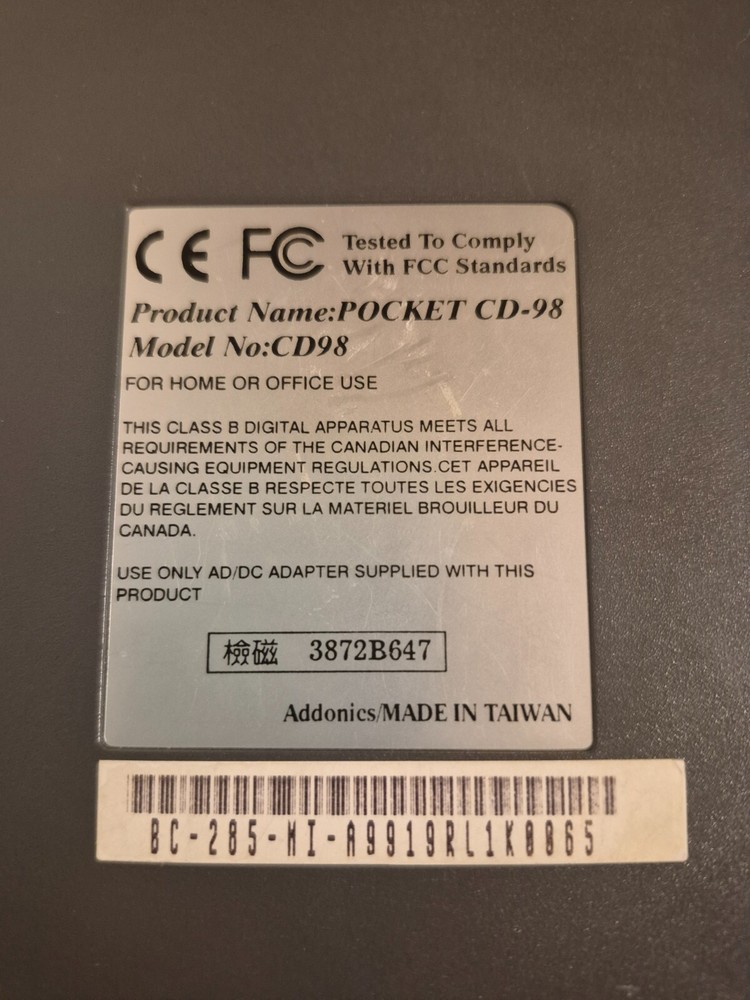 CE FC Tested To Comply
With FCC Standards
Product Name:POCKET CD-98
Model No:CD98
FOR HOME OR OFFICE USE
THIS CLASS B DIGITAL APPARATUS MEETS ALL
REQUIREMENTS OF THE CANADIAN INTERFERENCE-
CAUSING EQUIPMENT REGULATIONS.CET APPAREIL
DE LA CLASSE B RESPECTE TOUTES LES EXIGENCIES
DU REGLEMENT SUR LA MATERIEL BROUILLEUR DU
CANADA.
USE ONLY AD/DC ADAPTER SUPPLIED WITH THIS
PRODUCT
檢磁 3872B647
Addonics/MADE IN TAIWAN
BC-285-MI-A9919RL1K0065